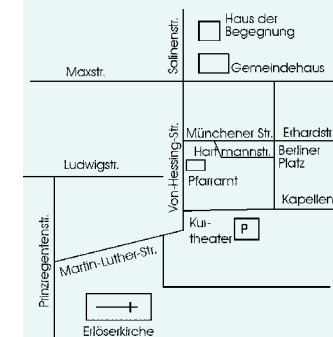 Haus der
Begegnung
Salinenstr.
Maxstr.
Gemeindehaus
Münchener Str.
Erhardstr.
Hartmannstr.
Berliner
Platz
Von-Hessing-Str.
Ludwigstr.
Pfarramt
Kapellen
Kur-
theater
P
Prinzregentenstr.
Martin-Luther-Str.
Erlöserkirche